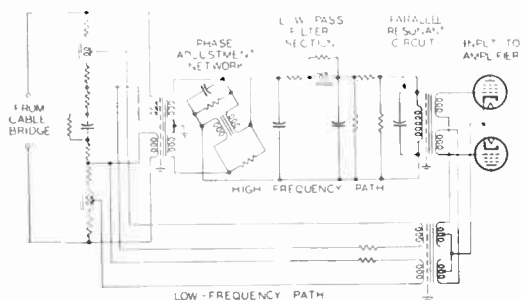 LOW PASS
FILTER
SECTION
PARALLEL
RESONANT
CIRCUIT
PHASE
ADJUSTMENT
NETWORK
INPUT TO
AMPLIFIER
FROM
CABLE
BRIDGE
HIGH FREQUENCY PATH
LOW-FREQUENCY PATH